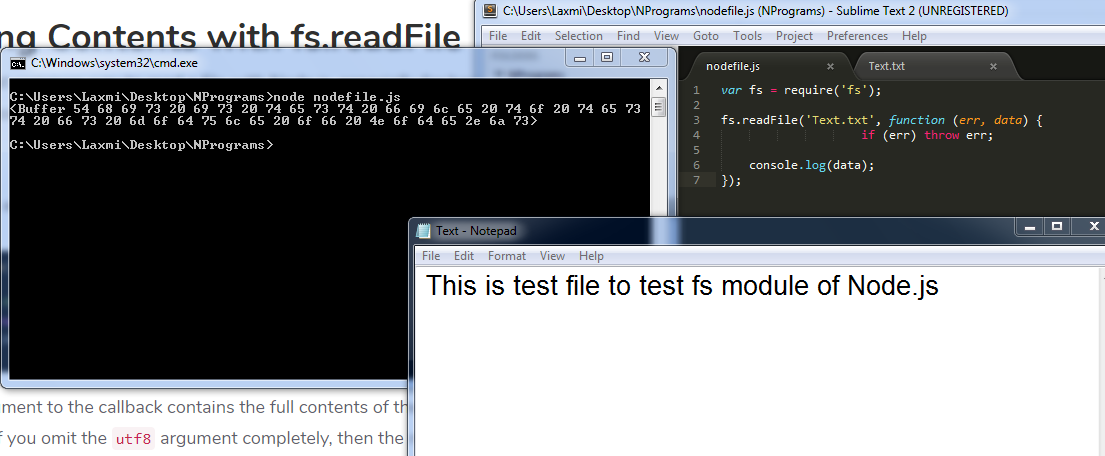 ng Contents with fs.readFile
C:\Windows\system32\cmd.exe
C:\Users\Laxmi\Desktop\NPrograms>node nodefile.js
<Buffer 54 68 69 73 20 69 73 20 74 65 73 74 20 66 69 6c 65 20 74 6f 20 74 65 73
74 20 66 73 20 6d 6f 64 75 6c 65 20 6f 66 20 4e 6f 64 65 2e 6a 73>
C:\Users\Laxmi\Desktop\NPrograms>
C:\Users\Laxmi\Desktop\NPrograms\nodefile.js (NPrograms) - Sublime Text 2 (UNREGISTERED)
File Edit Selection Find View Goto Tools Project Preferences Help
nodefile.js Text.txt
1 var fs = require('fs');
2
3 fs.readFile('Text.txt', function (err, data) {
4 if (err) throw err;
5
6 console.log(data);
7 });
Text - Notepad
File Edit Format View Help
This is test file to test fs module of Node.js
ment to the callback contains the full contents of th
f you omit the utf8 argument completely, then the